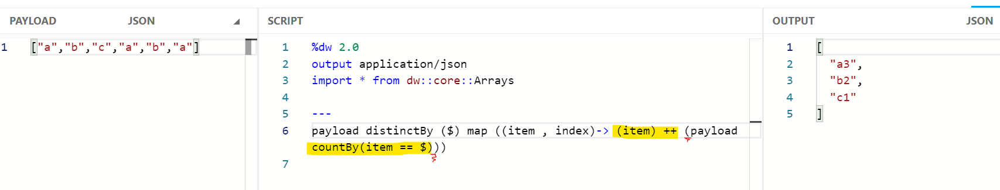 PAYLOAD JSON
1 ["a","b","c","a","b","a"]
SCRIPT
1 %dw 2.0
2 output application/json
3 import * from dw::core::Arrays
4
5 ---
6 payload distinctBy ($) map ((item , index)-> (item) ++ (payload
countBy(item == $)))
7
OUTPUT JSON
1 [
2 "a3",
3 "b2",
4 "c1"
5 ]